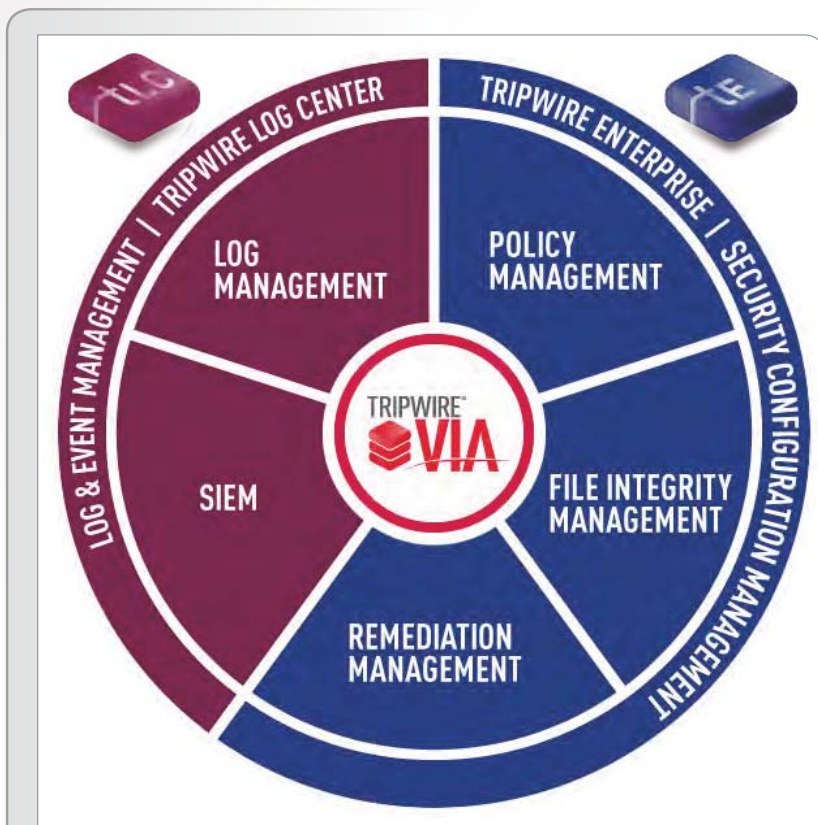 tLC
tE
LOG & EVENT MANAGEMENT | TRIPWIRE LOG CENTER
TRIPWIRE ENTERPRISE | SECURITY CONFIGURATION MANAGEMENT
LOG
MANAGEMENT
POLICY
MANAGEMENT
TRIPWIRE™
VIA
SIEM
FILE INTEGRITY
MANAGEMENT
REMEDIATION
MANAGEMENT